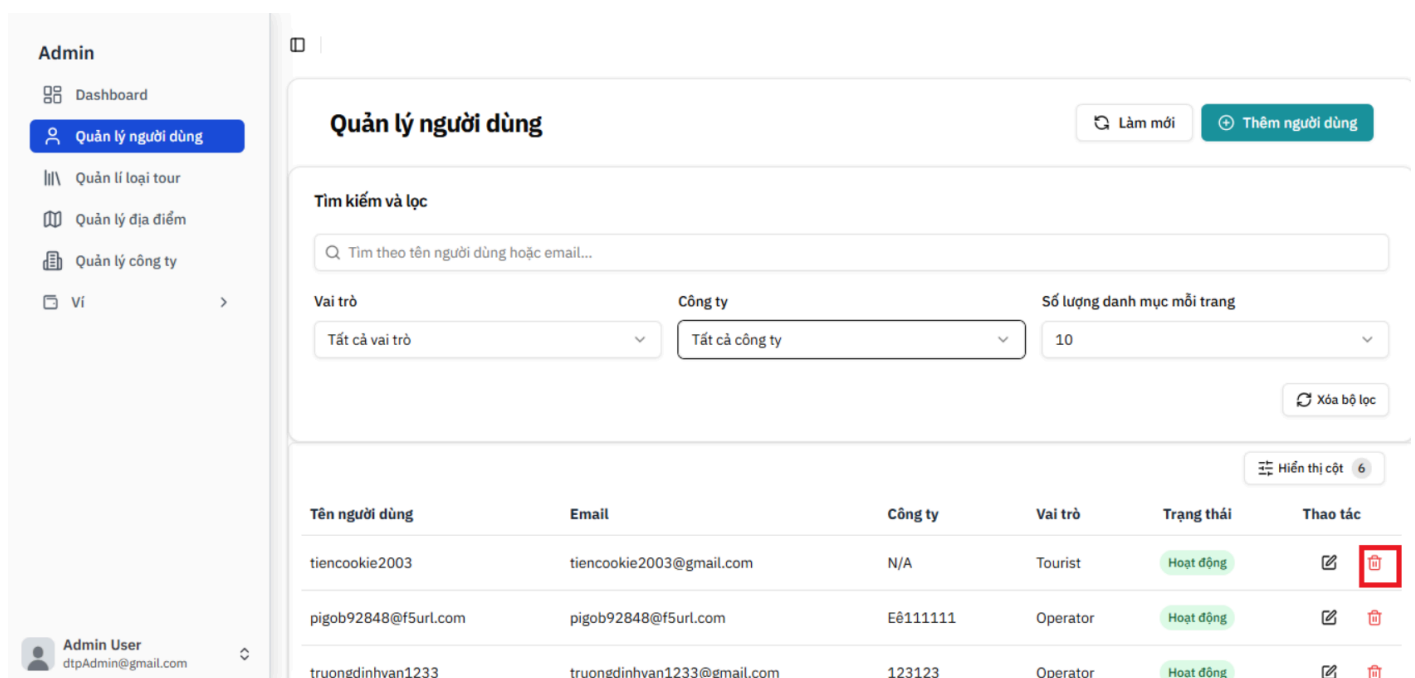 Admin
Dashboard
Quản lý người dùng
Quản lí loại tour
Quản lý địa điểm
Quản lý công ty
Ví
Admin User
dtpAdmin@gmail.com
Quản lý người dùng
Làm mới
Thêm người dùng
Tìm kiếm và lọc
Tìm theo tên người dùng hoặc email...
Vai trò Công ty Số lượng danh mục mỗi trang
Tất cả vai trò Tất cả công ty 10
Xóa bộ lọc
Hiển thị cột 6
Tên người dùng Email Công ty Vai trò Trạng thái Thao tác
tiencookie2003 tiencookie2003@gmail.com N/A Tourist Hoạt động
pigob92848@f5url.com pigob92848@f5url.com Eê111111 Operator Hoạt động
truongdinhvan1233 truongdinhvan1233@gmail.com 123123 Operator Hoạt động